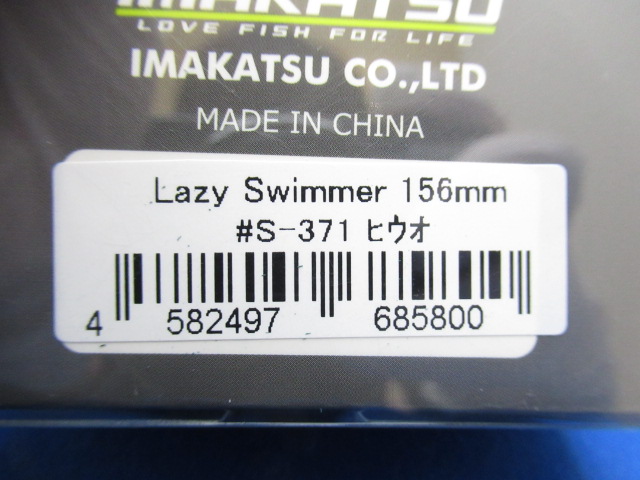 IMAKATSU
LOVE FISH FOR LIFE
IMAKATSU CO.,LTD
MADE IN CHINA
Lazy Swimmer 156mm
#S-371 ヒウオ
4 582497 685800